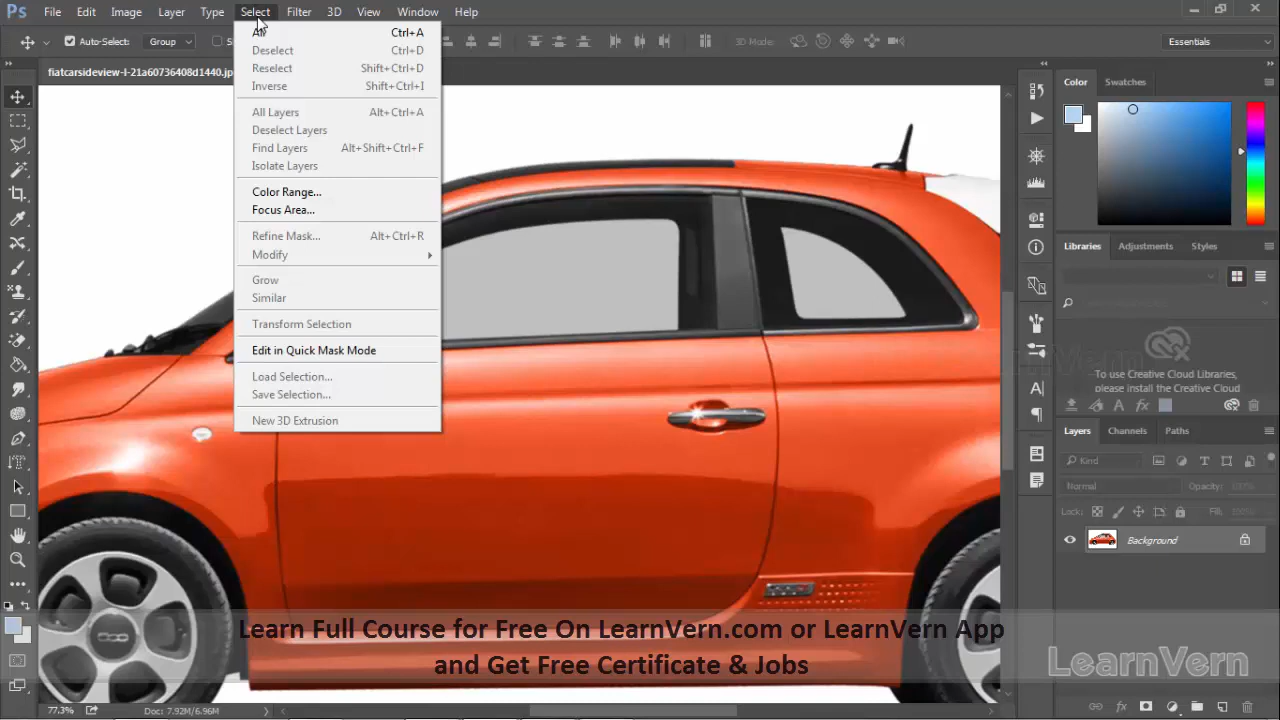 Ps File Edit Image Layer Type Select Filter 3D View Window Help
Auto-Select: Group 3D Mode: Essentials
fiatcarsideview-l-21a60736408d1440.jp
All Ctrl+A
Deselect Ctrl+D
Reselect Shift+Ctrl+D
Inverse Shift+Ctrl+I
All Layers Alt+Ctrl+A
Deselect Layers
Find Layers Alt+Shift+Ctrl+F
Isolate Layers
Color Range...
Focus Area...
Refine Mask... Alt+Ctrl+R
Modify
Grow
Similar
Transform Selection
Edit in Quick Mask Mode
Load Selection...
Save Selection...
New 3D Extrusion
Color Swatches
Libraries Adjustments Styles
To use Creative Cloud Libraries,
please install the Creative Cloud
Layers Channels Paths
Kind
Normal Opacity: 100%
Lock: Fill: 100%
Background
Learn Full Course for Free On LearnVern.com or LearnVern App
and Get Free Certificate & Jobs
LearnVern
77.3% Doc: 7.92M/6.96M